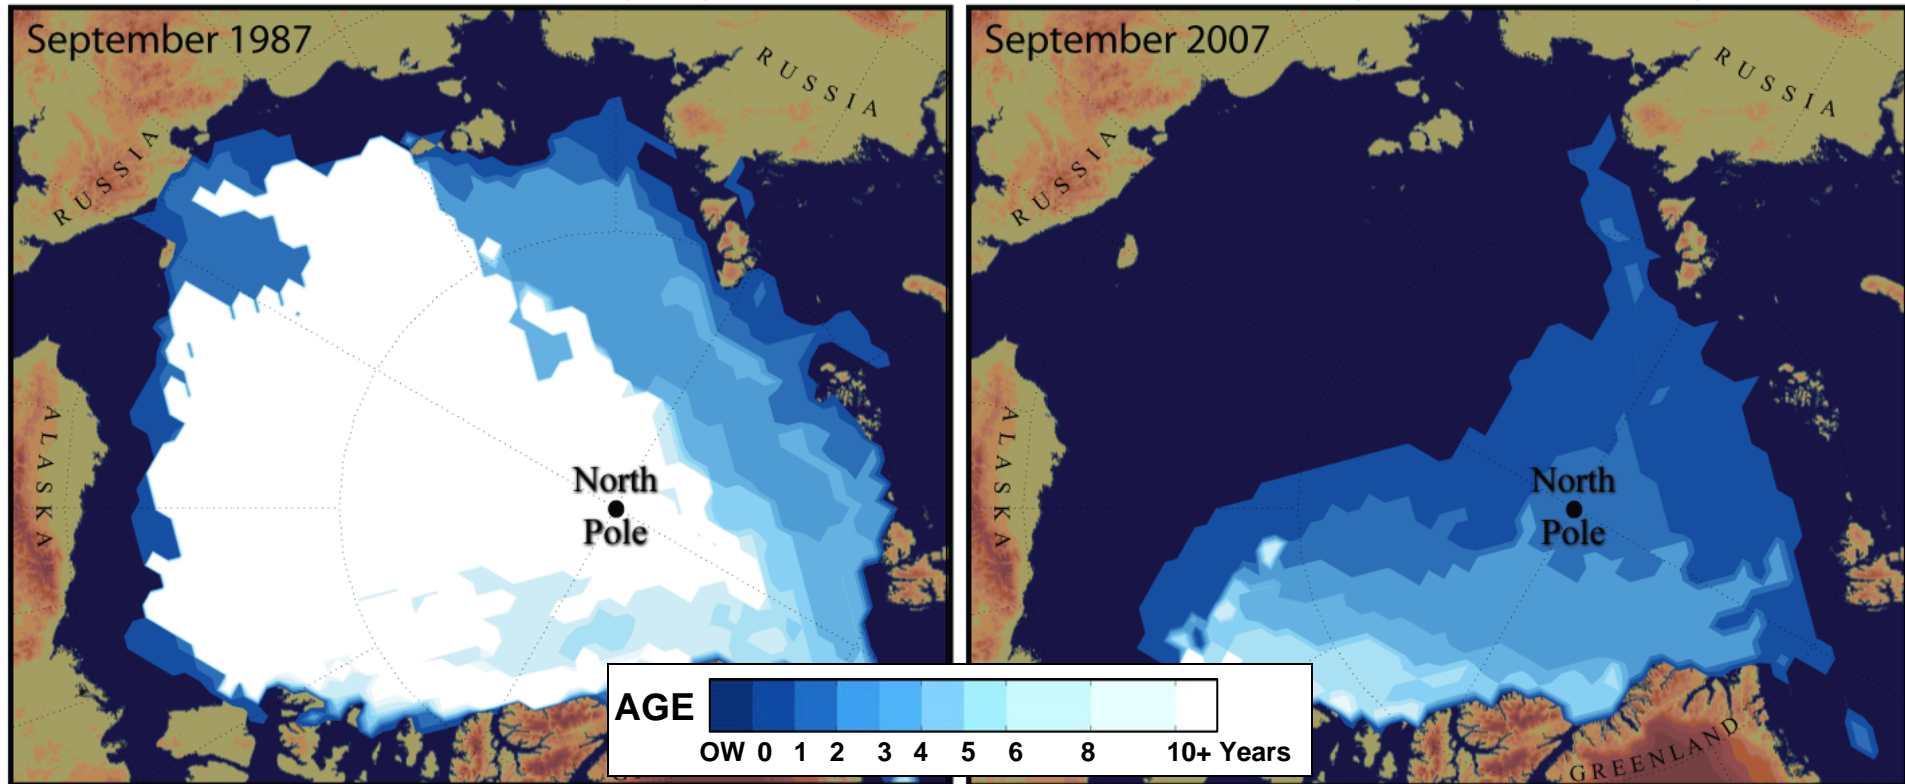 September 1987
RUSSIA
RUSSIA
ALASKA
North
Pole
September 2007
RUSSIA
RUSSIA
ALASKA
North
Pole
GREENLAND
AGE
OW 0 1 2 3 4 5 6 8 10+ Years